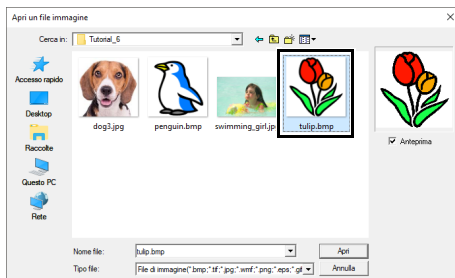 Apri un file immagine
Cerca in:
Tutorial_6
Accesso rapido
Desktop
Raccolte
Questo PC
Rete
dog3.jpg
penguin.bmp
swimming_girl.jp
tulip.bmp
Anteprima
Nome file:
tulip.bmp
Apri
Tipo file:
File di immagine(*.bmp;*.tif;*.jpg;*.wmf;*.png;*.eps;*.gif
Annulla